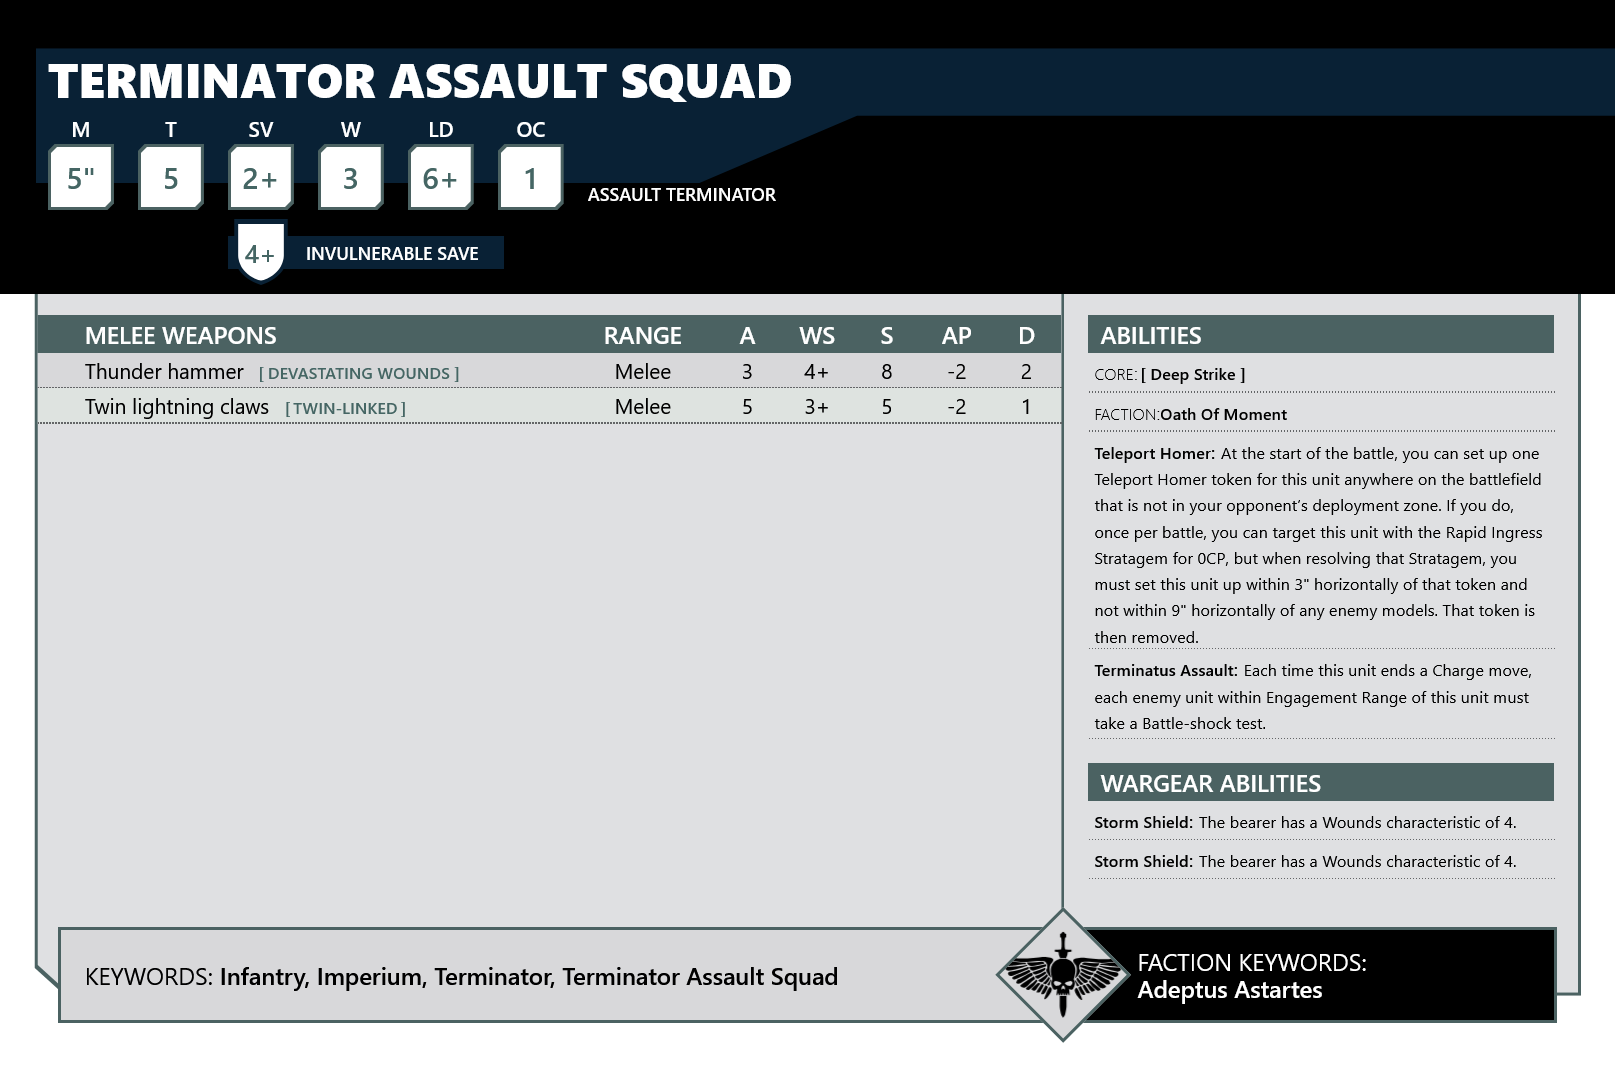 TERMINATOR ASSAULT SQUAD
M T SV W LD OC
5" 5 2+ 3 6+ 1 ASSAULT TERMINATOR
4+ INVULNERABLE SAVE
MELEE WEAPONS RANGE A WS S AP D
Thunder hammer [ DEVASTATING WOUNDS ] Melee 3 4+ 8 -2 2
Twin lightning claws [ TWIN-LINKED ] Melee 5 3+ 5 -2 1
ABILITIES
CORE: [ Deep Strike ]
FACTION:Oath Of Moment
Teleport Homer: At the start of the battle, you can set up one
Teleport Homer token for this unit anywhere on the battlefield
that is not in your opponent’s deployment zone. If you do,
once per battle, you can target this unit with the Rapid Ingress
Stratagem for 0CP, but when resolving that Stratagem, you
must set this unit up within 3" horizontally of that token and
not within 9" horizontally of any enemy models. That token is
then removed.
Terminatus Assault: Each time this unit ends a Charge move,
each enemy unit within Engagement Range of this unit must
take a Battle-shock test.
WARGEAR ABILITIES
Storm Shield: The bearer has a Wounds characteristic of 4.
Storm Shield: The bearer has a Wounds characteristic of 4.
KEYWORDS: Infantry, Imperium, Terminator, Terminator Assault Squad
FACTION KEYWORDS:
Adeptus Astartes